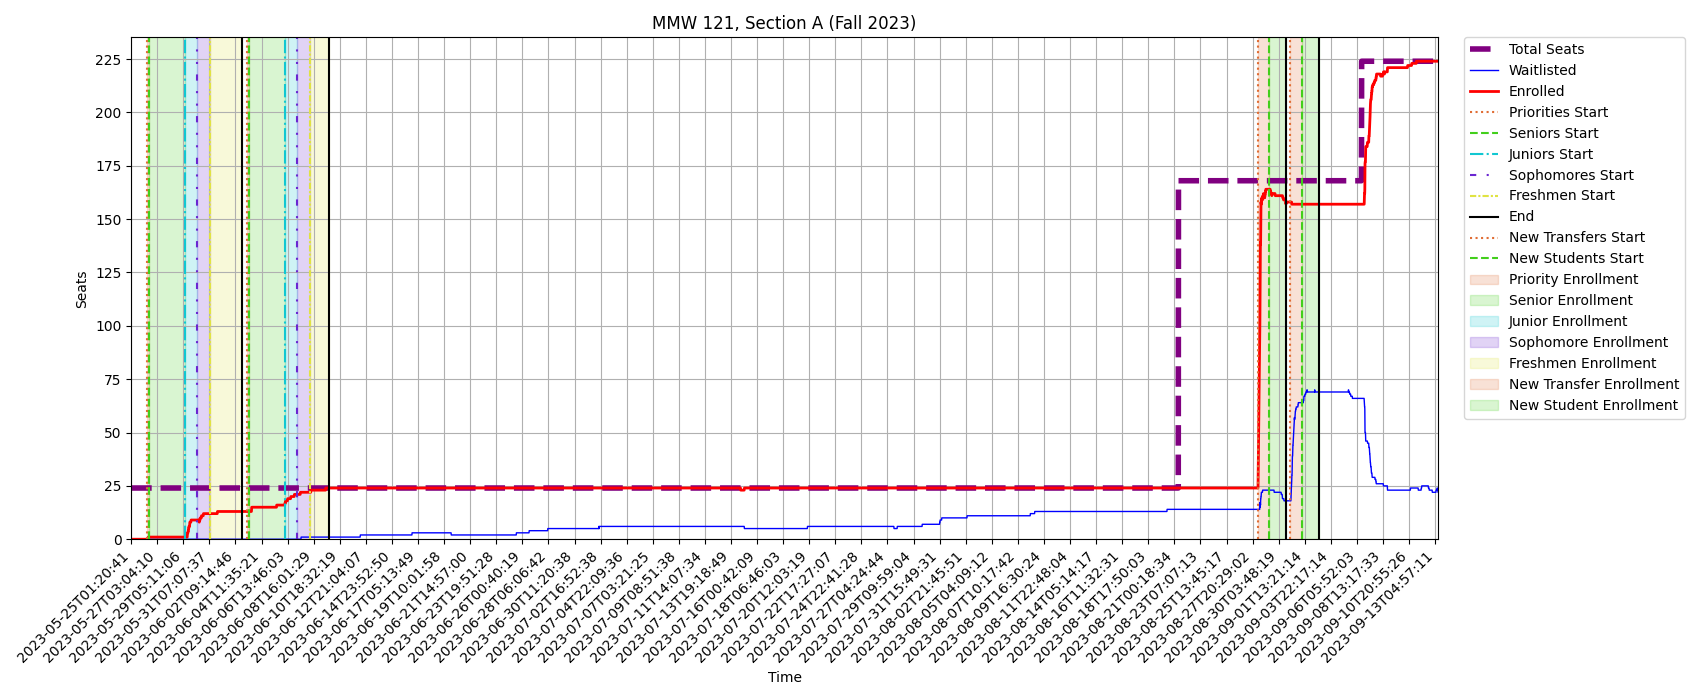 MMW 121, Section A (Fall 2023)
Seats
225
200
175
150
125
100
75
50
25
0
2023-05-25T01:20:41
2023-05-27T03:04:10
2023-05-29T05:11:06
2023-05-31T07:07:37
2023-06-02T09:14:46
2023-06-04T11:35:21
2023-06-06T13:46:03
2023-06-08T16:01:29
2023-06-10T18:32:19
2023-06-12T21:04:07
2023-06-14T23:52:50
2023-06-17T05:13:49
2023-06-19T10:01:58
2023-06-21T14:57:00
2023-06-23T19:51:28
2023-06-26T00:40:19
2023-06-28T06:06:42
2023-06-30T11:20:38
2023-07-02T16:52:38
2023-07-04T22:09:36
2023-07-07T03:21:25
2023-07-09T08:51:38
2023-07-11T14:07:34
2023-07-13T19:18:49
2023-07-16T00:42:09
2023-07-18T06:46:03
2023-07-20T12:03:19
2023-07-22T17:27:07
2023-07-24T22:41:28
2023-07-27T04:24:44
2023-07-29T09:59:04
2023-07-31T15:49:31
2023-08-02T21:45:51
2023-08-05T04:09:12
2023-08-07T10:17:42
2023-08-09T16:30:24
2023-08-11T22:48:04
2023-08-14T05:14:17
2023-08-16T11:32:31
2023-08-18T17:50:03
2023-08-21T00:18:34
2023-08-23T07:07:13
2023-08-25T13:45:17
2023-08-27T20:29:02
2023-08-30T03:48:19
2023-09-01T13:21:14
2023-09-03T22:17:14
2023-09-06T05:52:03
2023-09-08T13:17:33
2023-09-10T20:55:26
2023-09-13T04:57:11
Time
Total Seats
Waitlisted
Enrolled
Priorities Start
Seniors Start
Juniors Start
Sophomores Start
Freshmen Start
End
New Transfers Start
New Students Start
Priority Enrollment
Senior Enrollment
Junior Enrollment
Sophomore Enrollment
Freshmen Enrollment
New Transfer Enrollment
New Student Enrollment